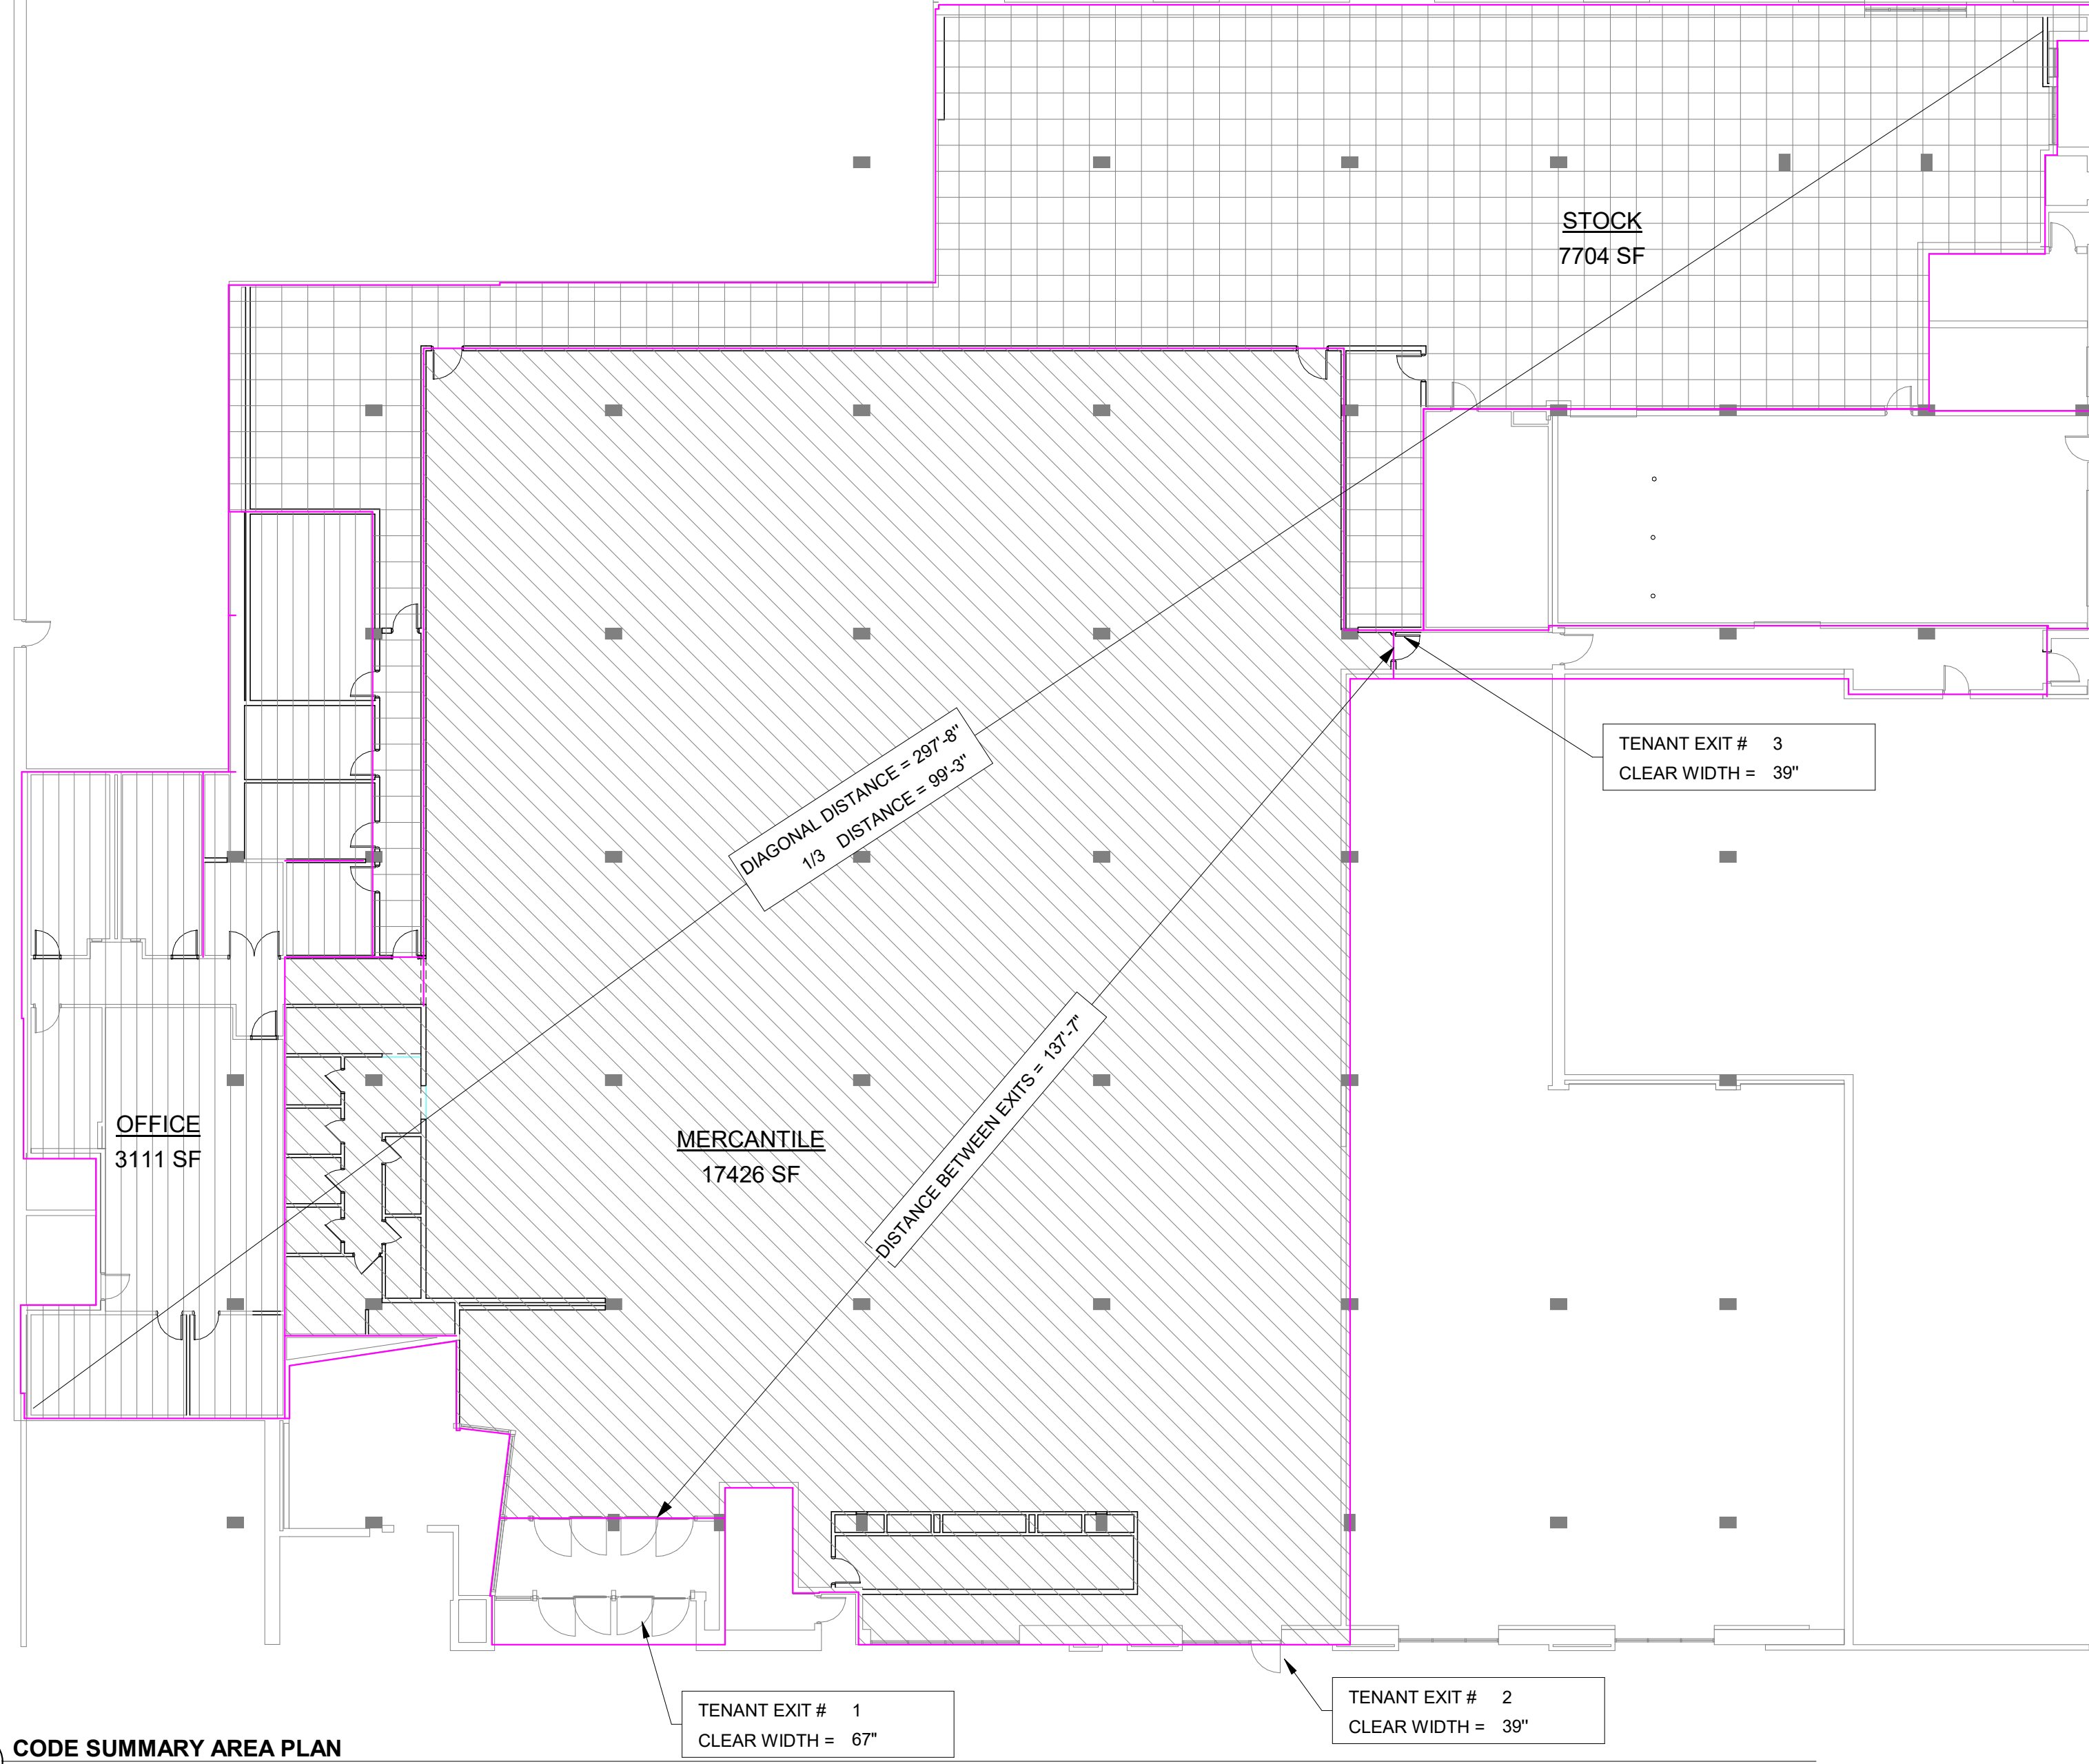 STOCK
7704 SF
TENANT EXIT # 3
CLEAR WIDTH = 39"
DIAGONAL DISTANCE = 297'-8"
1/3 DISTANCE = 99'-3"
DISTANCE BETWEEN EXITS = 137'-7"
OFFICE
3111 SF
MERCANTILE
17426 SF
TENANT EXIT # 1
CLEAR WIDTH = 67"
TENANT EXIT # 2
CLEAR WIDTH = 39"
CODE SUMMARY AREA PLAN